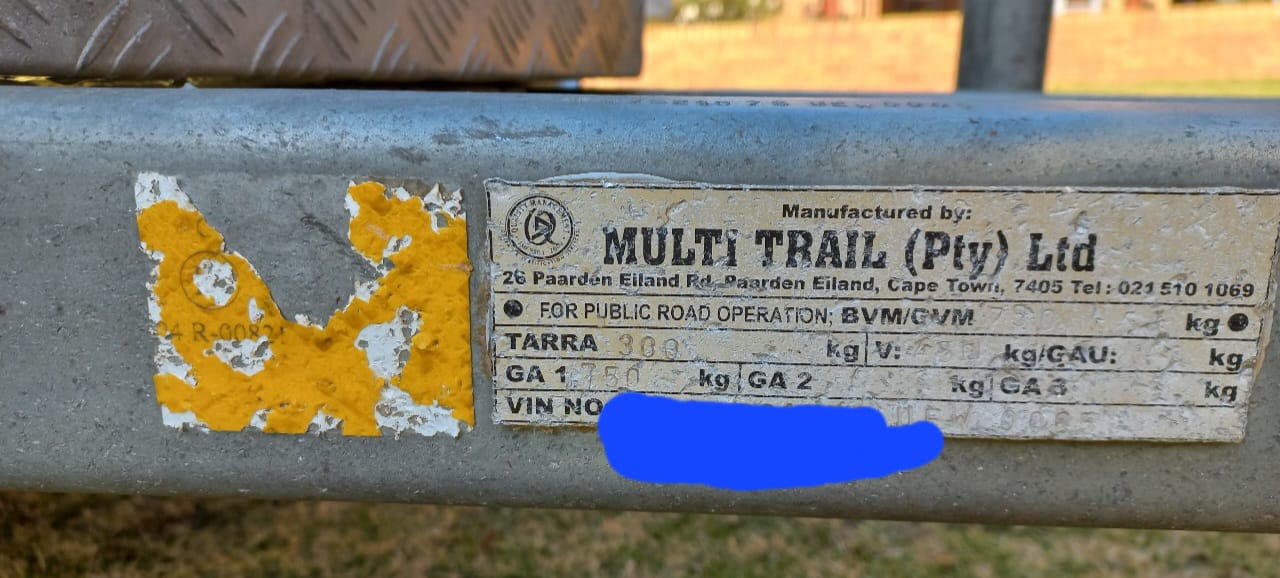 Manufactured by:
MULTI TRAIL (Pty) Ltd
26 Paarden Eiland Rd, Paarden Eiland, Cape Town, 7405 Tel: 021 510 1069
FOR PUBLIC ROAD OPERATION; BVM/GVM kg
TARRA 300 kg V: kg/GAU: kg
GA 1 750 kg GA 2 kg GA 3 kg
VIN NO